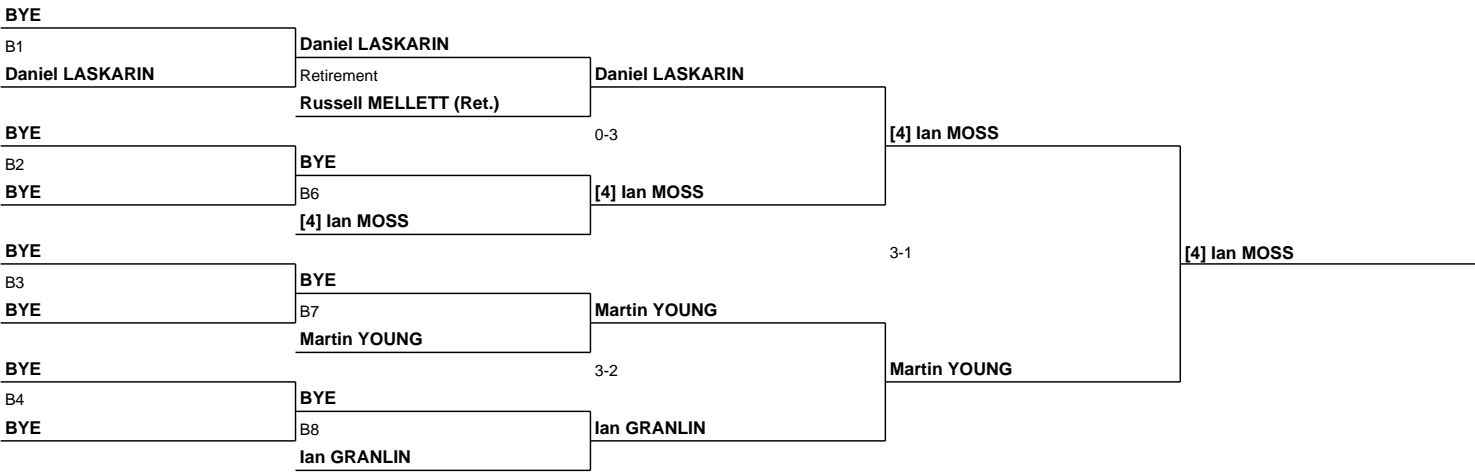 BYE
B1
Daniel LASKARIN
Daniel LASKARIN
Retirement
Daniel LASKARIN
Russell MELLETT (Ret.)
BYE
0-3
[4] Ian MOSS
B2
BYE
BYE
B6
[4] Ian MOSS
[4] Ian MOSS
BYE
3-1
[4] Ian MOSS
B3
BYE
BYE
B7
Martin YOUNG
Martin YOUNG
BYE
3-2
Martin YOUNG
B4
BYE
BYE
B8
Ian GRANLIN
Ian GRANLIN